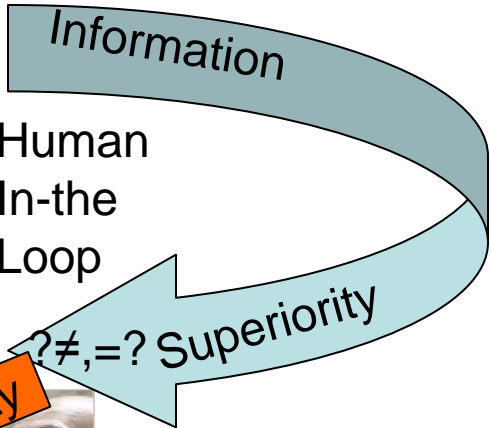 Information
Human
In-the
Loop
?≠,=? Superiority